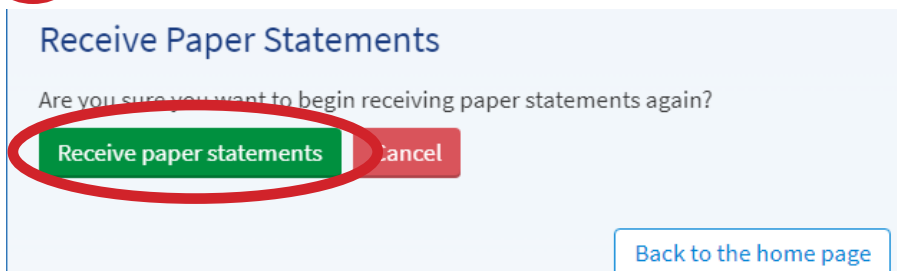 Receive Paper Statements
Are you sure you want to begin receiving paper statements again?
Receive paper statements Cancel
Back to the home page